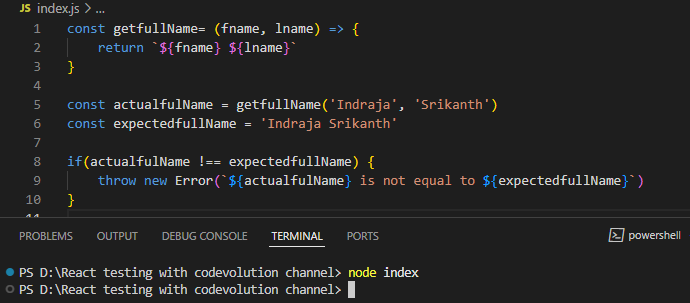 JS index.js > ...
1 const getfullName= (fname, lname) => {
2 return `${fname} ${lname}`
3 }
4
5 const actualfulName = getfullName('Indraja', 'Srikanth')
6 const expectedfullName = 'Indraja Srikanth'
7
8 if(actualfulName !== expectedfullName) {
9 throw new Error(`${actualfulName} is not equal to ${expectedfullName}`)
10 }
11
PROBLEMS OUTPUT DEBUG CONSOLE TERMINAL PORTS powershell
PS D:\React testing with codevolution channel> node index
PS D:\React testing with codevolution channel>